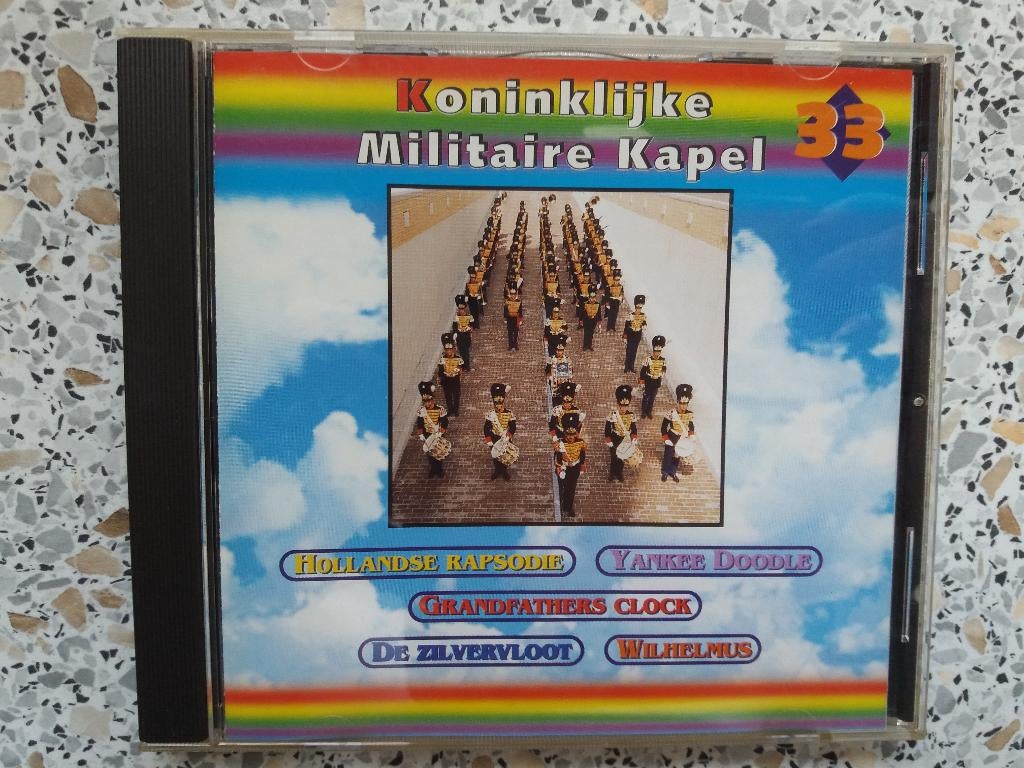 Koninklijke
Militaire Kapel
33
Hollandse rapsodie
Yankee Doodle
Grandfathers clock
De zilvervloot
Wilhelmus